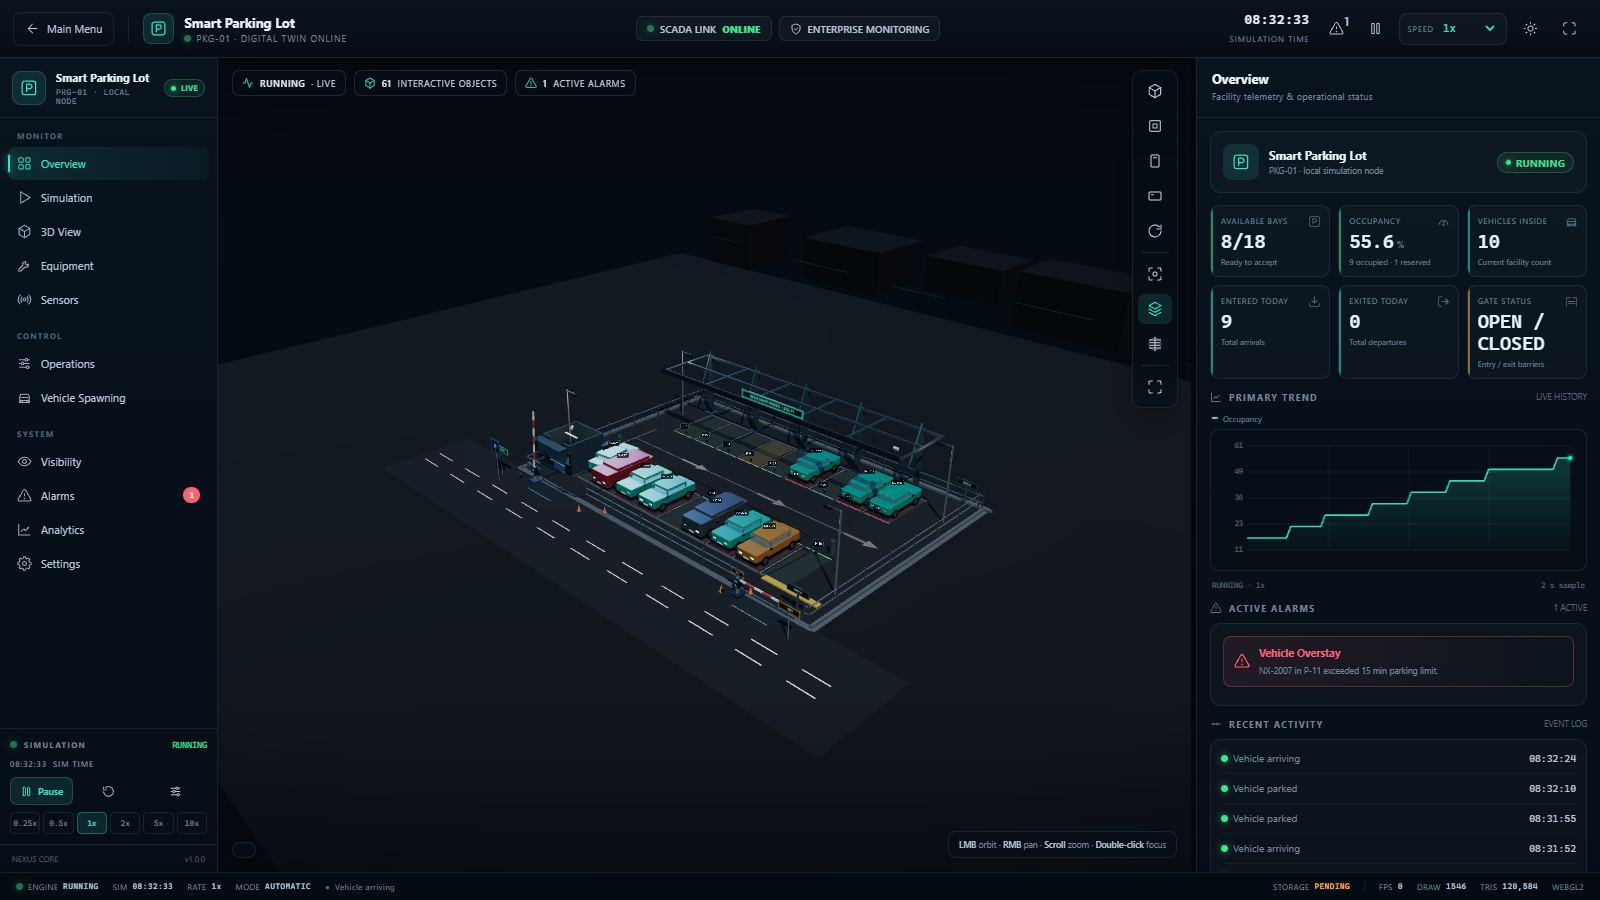 Main Menu
Smart Parking Lot
PKG-01 · DIGITAL TWIN ONLINE
SCADA LINK ONLINE
ENTERPRISE MONITORING
08:32:33
SIMULATION TIME
1
SPEED 1x
Smart Parking Lot
PKG-01 · LOCAL
NODE
LIVE
MONITOR
Overview
Simulation
3D View
Equipment
Sensors
CONTROL
Operations
Vehicle Spawning
SYSTEM
Visibility
Alarms
1
Analytics
Settings
SIMULATION
RUNNING
08:32:33 SIM TIME
Pause
0.25x
0.5x
1x
2x
5x
10x
NEXUS CORE
v1.0.0
RUNNING · LIVE
61 INTERACTIVE OBJECTS
1 ACTIVE ALARMS
LMB orbit · RMB pan · Scroll zoom · Double-click focus
Overview
Facility telemetry & operational status
Smart Parking Lot
PKG-01 · local simulation node
RUNNING
AVAILABLE BAYS
8/18
Ready to accept
OCCUPANCY
55.6 %
9 occupied · 1 reserved
VEHICLES INSIDE
10
Current facility count
ENTERED TODAY
9
Total arrivals
EXITED TODAY
0
Total departures
GATE STATUS
OPEN /
CLOSED
Entry / exit barriers
PRIMARY TREND
LIVE HISTORY
Occupancy
61
49
36
23
11
RUNNING · 1x
2 s sample
ACTIVE ALARMS
1 ACTIVE
Vehicle Overstay
NX-2007 in P-11 exceeded 15 min parking limit.
RECENT ACTIVITY
EVENT LOG
Vehicle arriving
08:32:24
Vehicle parked
08:32:10
Vehicle parked
08:31:55
Vehicle arriving
08:31:52
ENGINE RUNNING
SIM 08:32:33
RATE 1x
MODE AUTOMATIC
Vehicle arriving
STORAGE PENDING
FPS 0
DRAW 1546
TRIS 120,584
WEBGL2